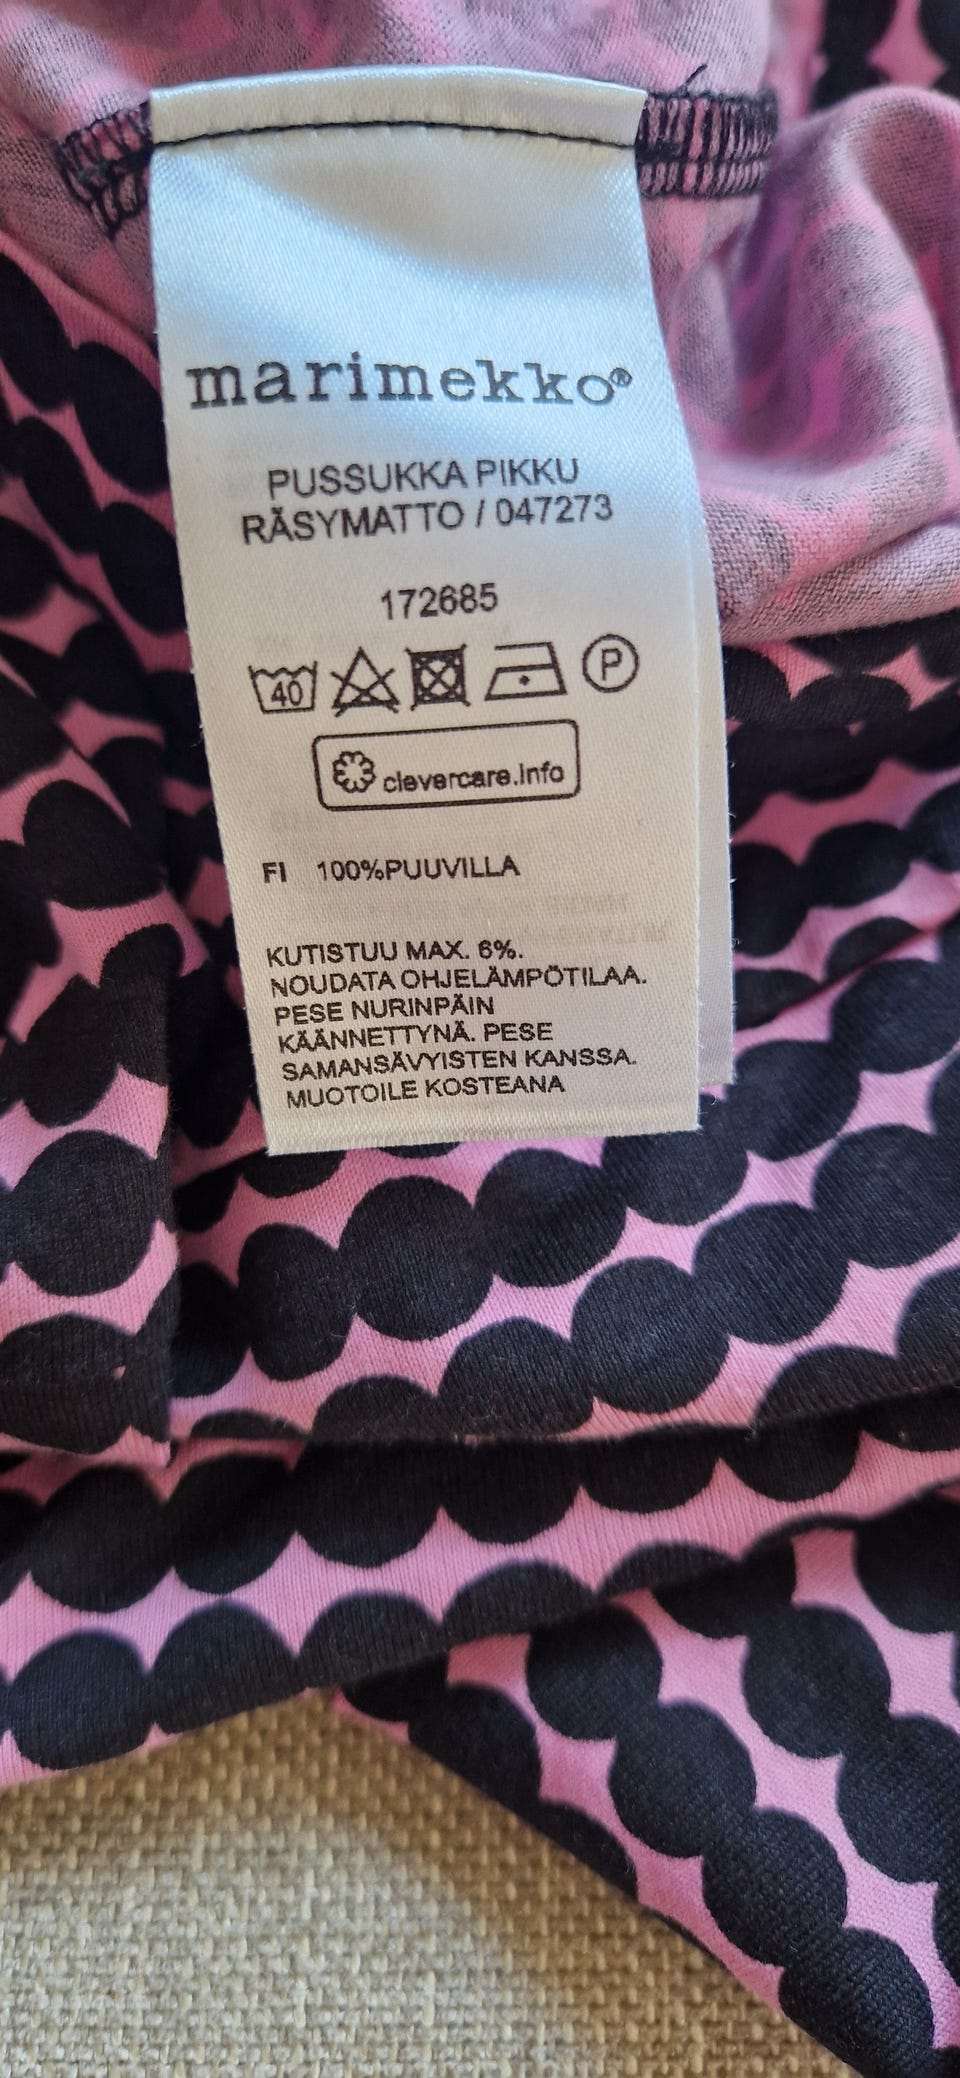 marimekko®
PUSSUKKA PIKKU
RÄSYMATTO / 047273
172685
40 P
clevercare.info
FI 100%PUUVILLA
KUTISTUU MAX. 6%.
NOUDATA OHJELÄMPÖTILAA.
PESE NURINPÄIN
KÄÄNNETTYNÄ. PESE
SAMANSÄVYISTEN KANSSA.
MUOTOILE KOSTEANA